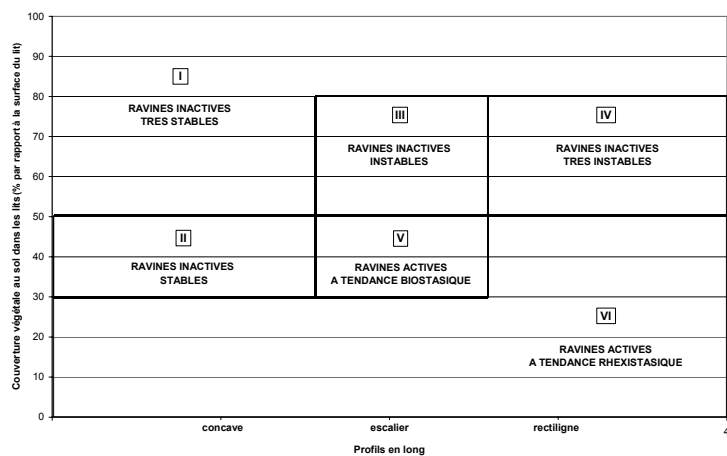 Couverture végétale au sol dans les lits (% par rapport à la surface du lit)
100
90
80
70
60
50
40
30
20
10
0
I
RAVINES INACTIVES
TRES STABLES
III
RAVINES INACTIVES
INSTABLES
IV
RAVINES INACTIVES
TRES INSTABLES
II
RAVINES INACTIVES
STABLES
V
RAVINES ACTIVES
A TENDANCE BIOSTASIQUE
VI
RAVINES ACTIVES
A TENDANCE RHEXISTASIQUE
concave
escalier
rectiligne
4
Profils en long